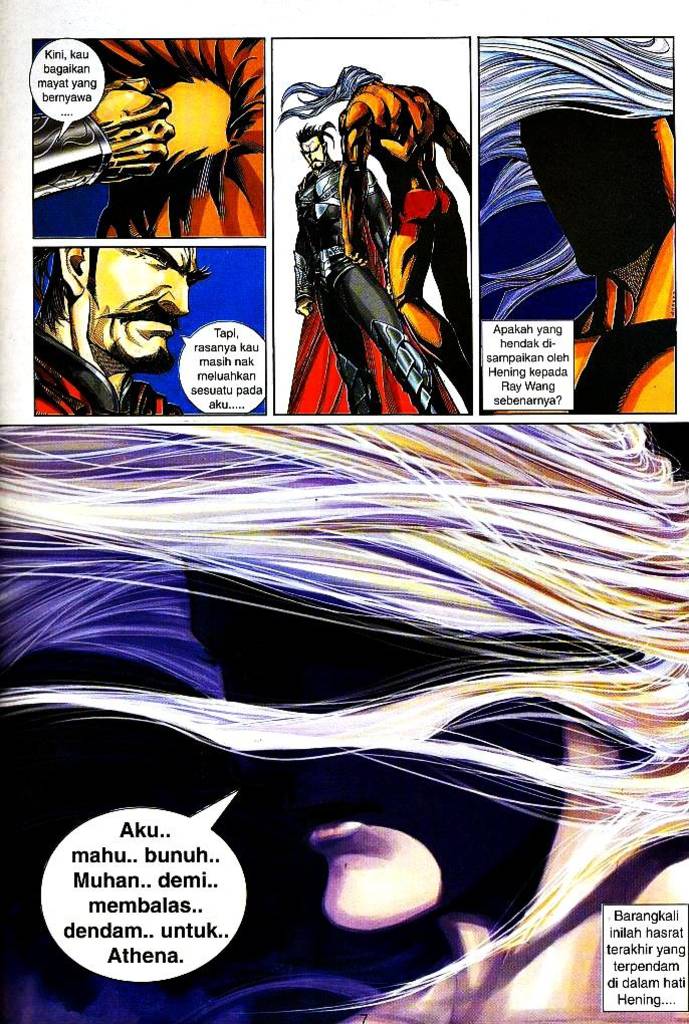 Kini, kau
bagaikan
mayat yang
bernyawa
....
Tapi,
rasanya kau
masih nak
meluahkan
sesuatu pada
aku.....
Apakah yang
hendak di-
sampaikan oleh
Hening kepada
Ray Wang
sebenarnya?
Aku..
mahu.. bunuh..
Muhan.. demi..
membalas..
dendam.. untuk..
Athena.
Barangkali
inilah hasrat
terakhir yang
terpendam
di dalam hati
Hening....
7